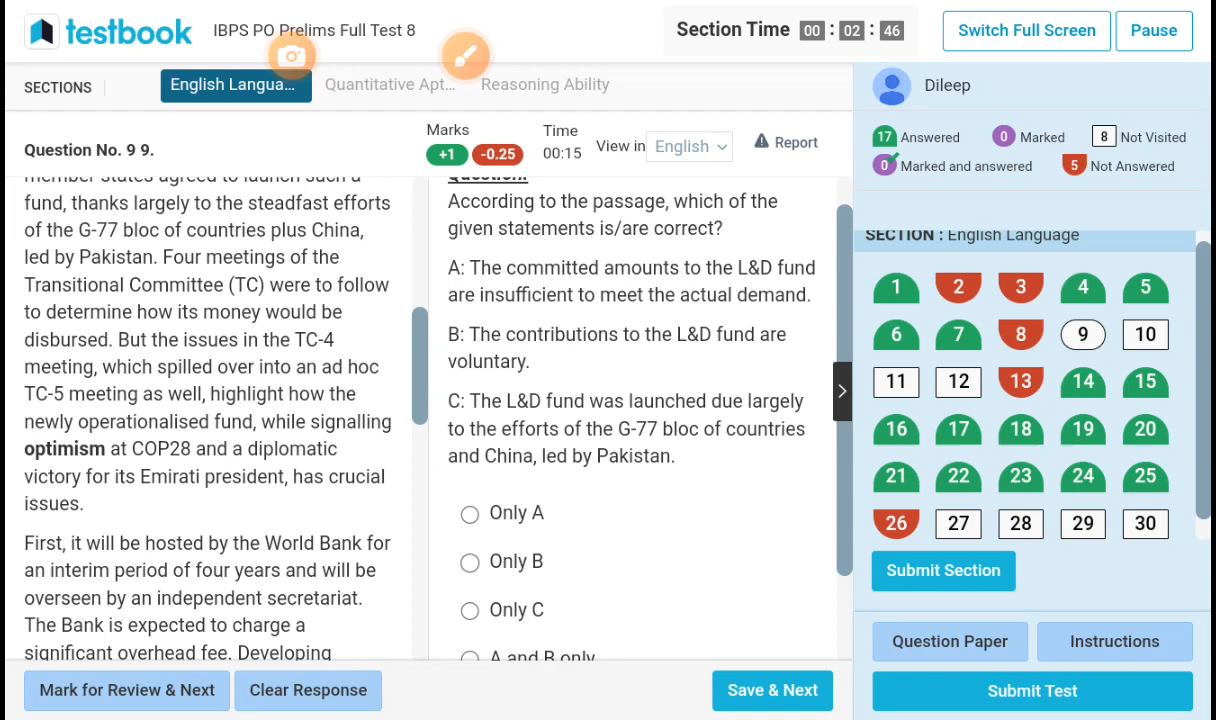 testbook
IBPS PO Prelims Full Test 8
Section Time 00 : 02 : 46
Switch Full Screen
Pause
SECTIONS
English Langua...
Quantitative Apt...
Reasoning Ability
Dileep
Question No. 9 9.
Marks
+1 -0.25
Time
00:15
View in English
Report
17 Answered
0 Marked
8 Not Visited
0 Marked and answered
5 Not Answered
member states agreed to launch such a
fund, thanks largely to the steadfast efforts
of the G-77 bloc of countries plus China,
led by Pakistan. Four meetings of the
Transitional Committee (TC) were to follow
to determine how its money would be
disbursed. But the issues in the TC-4
meeting, which spilled over into an ad hoc
TC-5 meeting as well, highlight how the
newly operationalised fund, while signalling
optimism at COP28 and a diplomatic
victory for its Emirati president, has crucial
issues.
First, it will be hosted by the World Bank for
an interim period of four years and will be
overseen by an independent secretariat.
The Bank is expected to charge a
significant overhead fee. Developing
Question:
According to the passage, which of the
given statements is/are correct?
A: The committed amounts to the L&D fund
are insufficient to meet the actual demand.
B: The contributions to the L&D fund are
voluntary.
C: The L&D fund was launched due largely
to the efforts of the G-77 bloc of countries
and China, led by Pakistan.
Only A
Only B
Only C
A and B only
SECTION : English Language
1 2 3 4 5
6 7 8 9 10
11 12 13 14 15
16 17 18 19 20
21 22 23 24 25
26 27 28 29 30
Submit Section
Question Paper
Instructions
Submit Test
Mark for Review & Next
Clear Response
Save & Next